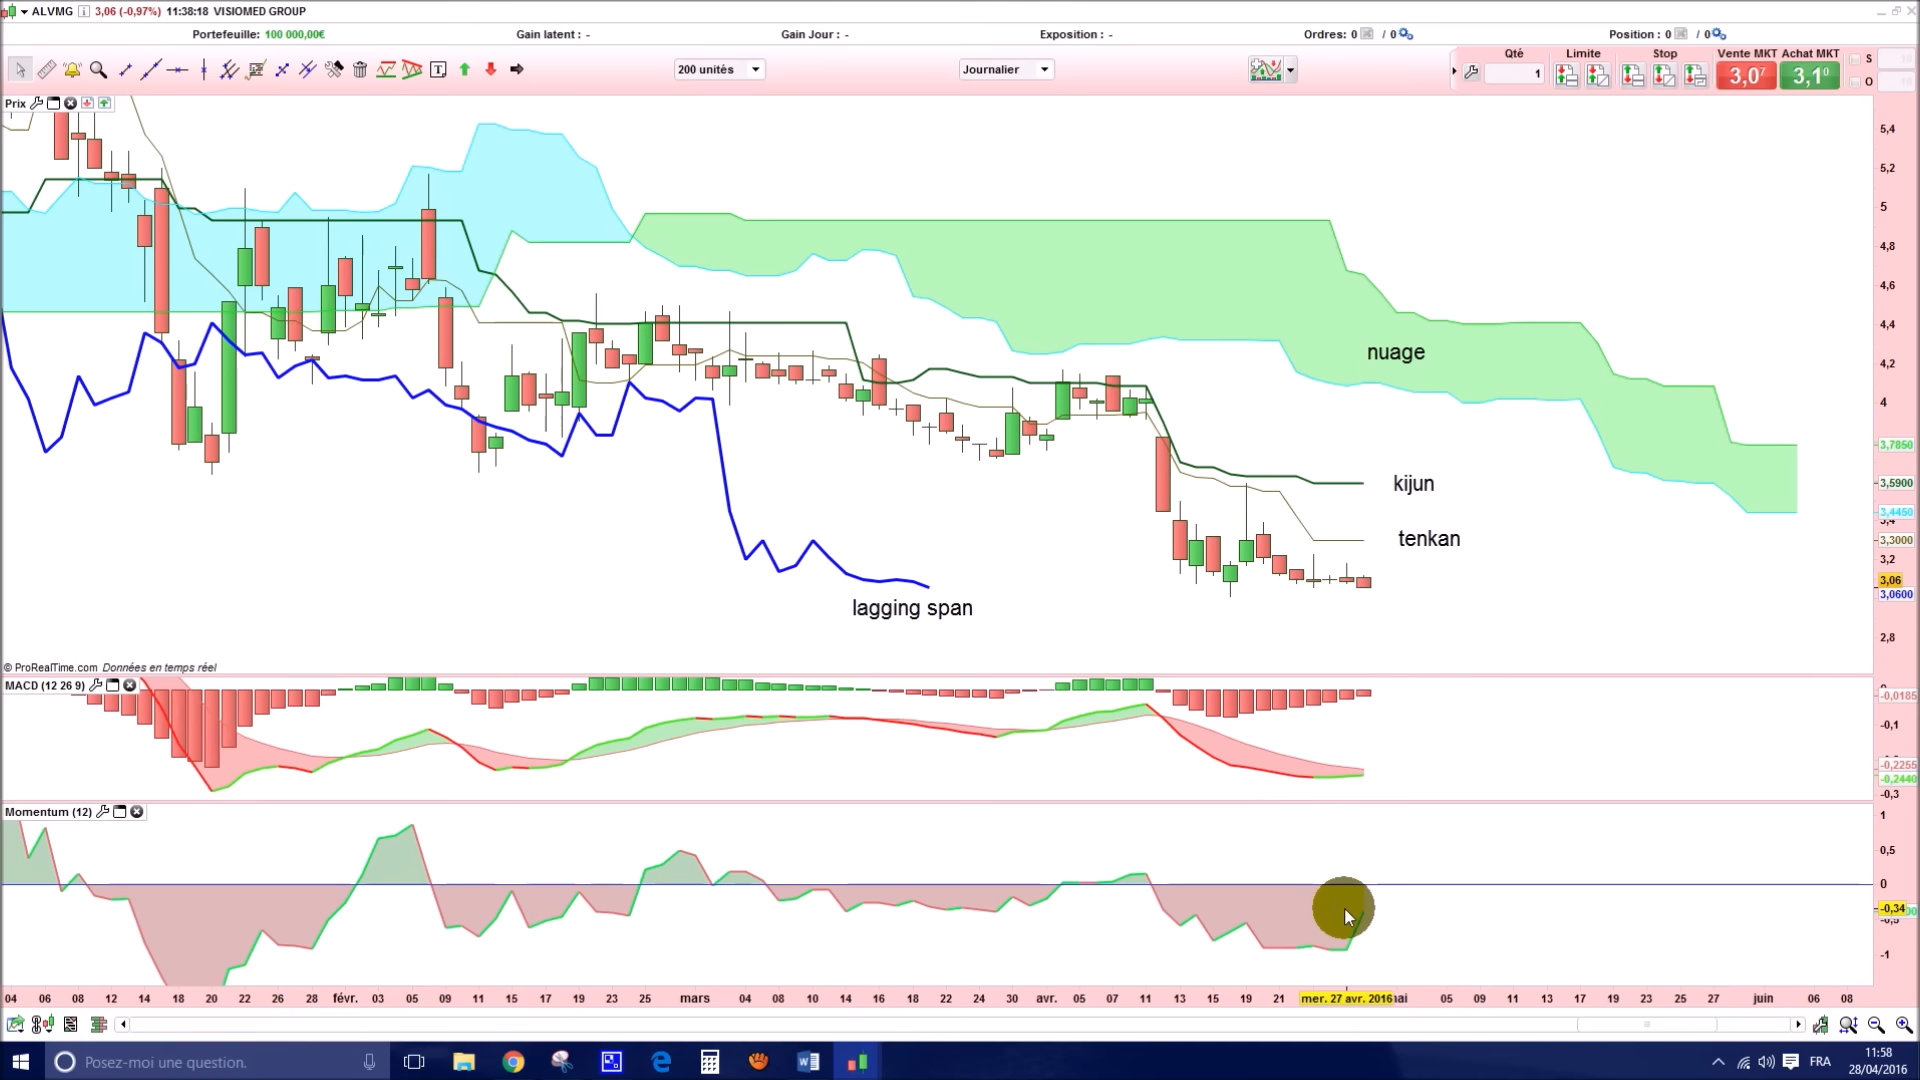 ALVMG 3,06 (-0,97%) 11:38:18 VISIOMED GROUP
Portefeuille: 100 000,00€ Gain latent : - Gain Jour : - Exposition : - Ordres: 0 / 0 Position : 0 / 0
200 unités Journalier Qté 1 Limite Stop Vente MKT 3,0⁷ Achat MKT 3,1⁰ S O
Prix
5,4
5,2
5
4,8
4,6
4,4
nuage
4,2
4
3,7850
kijun
3,5900
3,4450
3,4
tenkan
3,3000
3,2
3,06
3,0600
lagging span
2,8
© ProRealTime.com Données en temps réel
MACD (12 26 9)
-0,0185
-0,1
-0,2255
-0,2440
-0,3
Momentum (12)
1
0,5
0
-0,34
-0,5
-1
04 06 08 12 14 18 20 22 26 28 févr. 03 05 09 11 15 17 19 23 25 mars 04 08 10 14 16 18 22 24 30 avr. 05 07 11 13 15 19 21 mer. 27 avr. 2016 05 09 11 13 17 19 23 25 27 juin 06 08
Posez-moi une question. FRA 11:58
28/04/2016